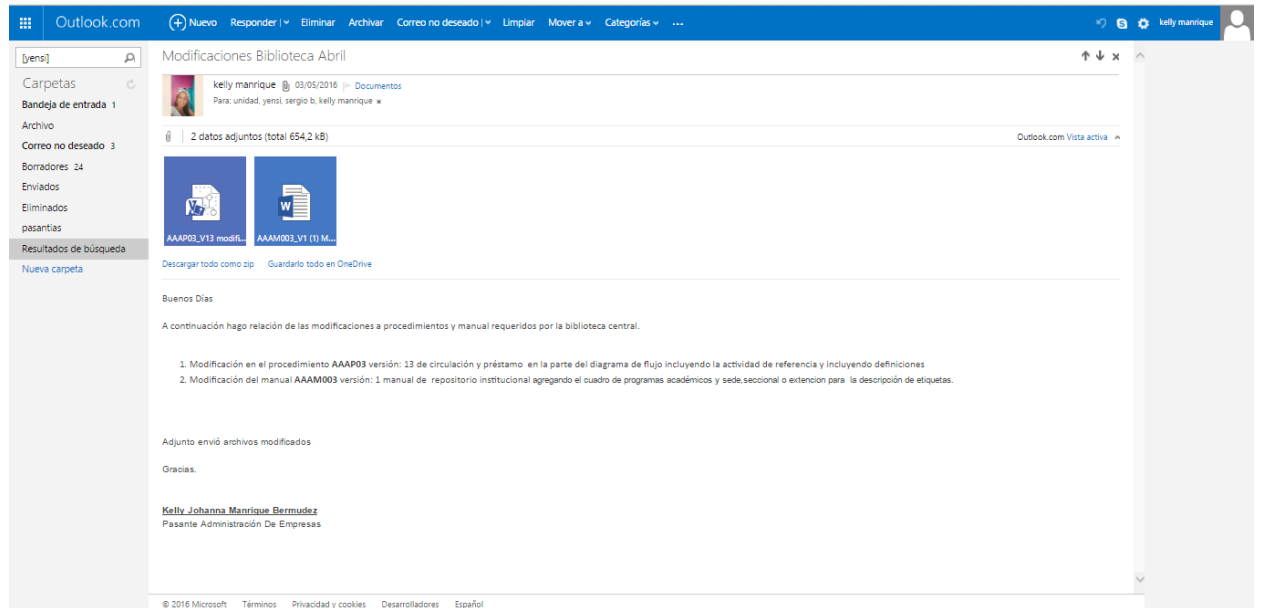 Outlook.com
Nuevo Responder Eliminar Archivar Correo no deseado Limpiar Mover a Categorías ...
kelly manrique
[yensi]
Carpetas
Bandeja de entrada 1
Archivo
Correo no deseado 3
Borradores 24
Enviados
Eliminados
pasantias
Resultados de búsqueda
Nueva carpeta
Modificaciones Biblioteca Abril
kelly manrique 03/05/2016 Documentos
Para: unidad, yensi, sergio b, kelly manrique
2 datos adjuntos (total 654,2 kB)
Outlook.com Vista activa
AAAP03_V13 modifi...
AAAM003_V1 (1) M...
Descargar todo como zip Guardarlo todo en OneDrive
Buenos Dias
A continuación hago relación de las modificaciones a procedimientos y manual requeridos por la biblioteca central.
1. Modificación en el procedimiento AAAP03 versión: 13 de circulación y préstamo en la parte del diagrama de flujo incluyendo la actividad de referencia y incluyendo definiciones
2. Modificación del manual AAAM003 versión: 1 manual de repositorio institucional agregando el cuadro de programas académicos y sede,seccional o extencion para la descripción de etiquetas.
Adjunto envió archivos modificados
Gracias.
Kelly Johanna Manrique Bermudez
Pasante Administración De Empresas
© 2016 Microsoft Términos Privacidad y cookies Desarrolladores Español